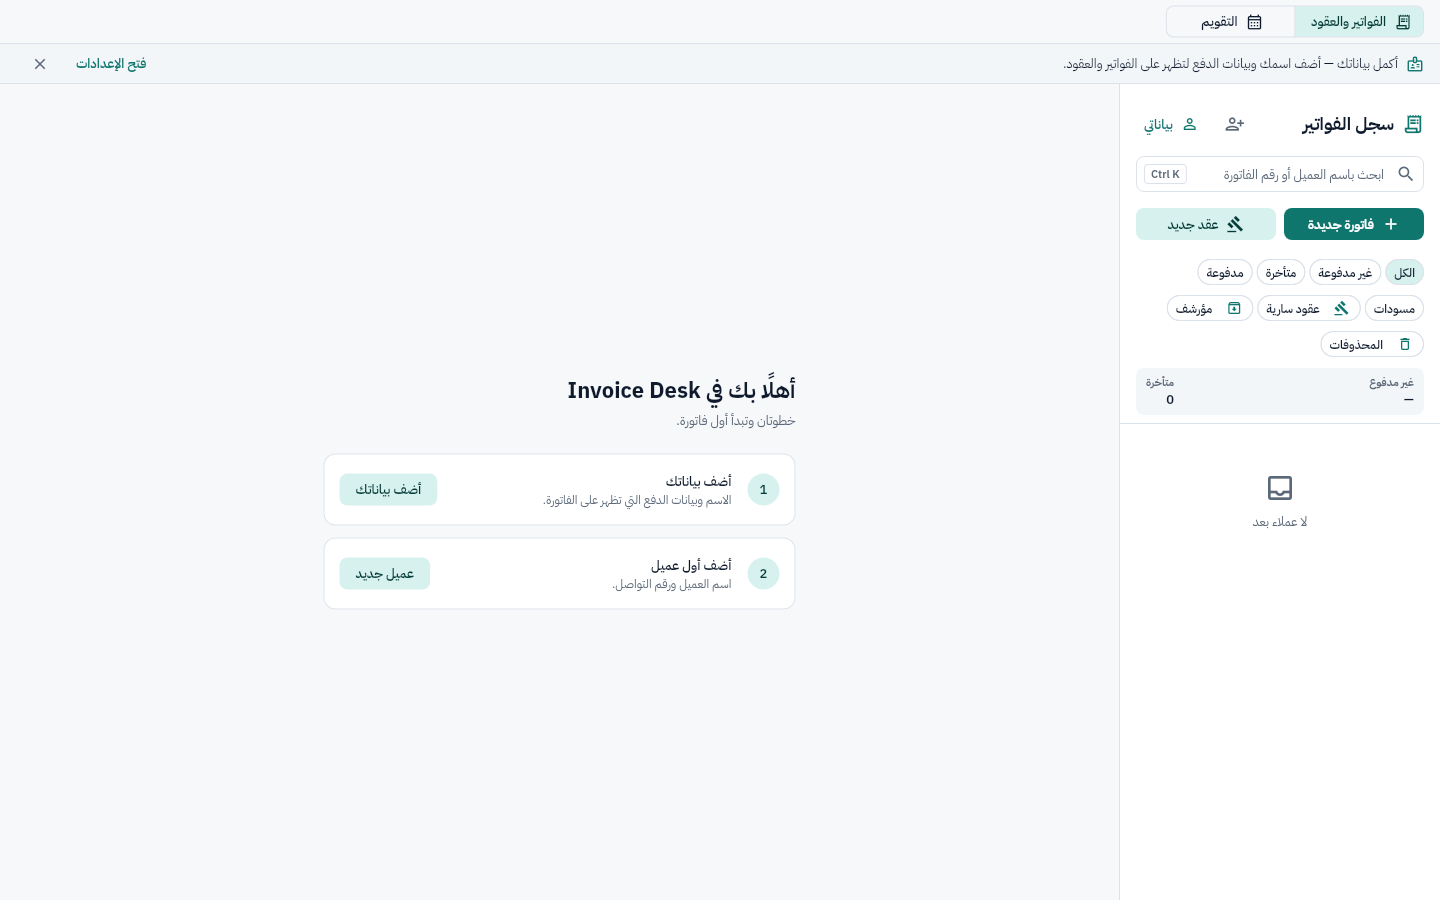 الفواتير والعقود
التقويم
أكمل بياناتك — أضف اسمك وبيانات الدفع لتظهر على الفواتير والعقود.
فتح الإعدادات
سجل الفواتير
بياناتي
ابحث باسم العميل أو رقم الفاتورة
Ctrl K
فاتورة جديدة
عقد جديد
الكل
غير مدفوعة
متأخرة
مدفوعة
مسودات
عقود سارية
مؤرشف
المحذوفات
غير مدفوع
متأخرة
—
0
لا عملاء بعد
أهلًا بك في Invoice Desk
خطوتان وتبدأ أول فاتورة.
1
أضف بياناتك
الاسم وبيانات الدفع التي تظهر على الفاتورة.
أضف بياناتك
2
أضف أول عميل
اسم العميل ورقم التواصل.
عميل جديد